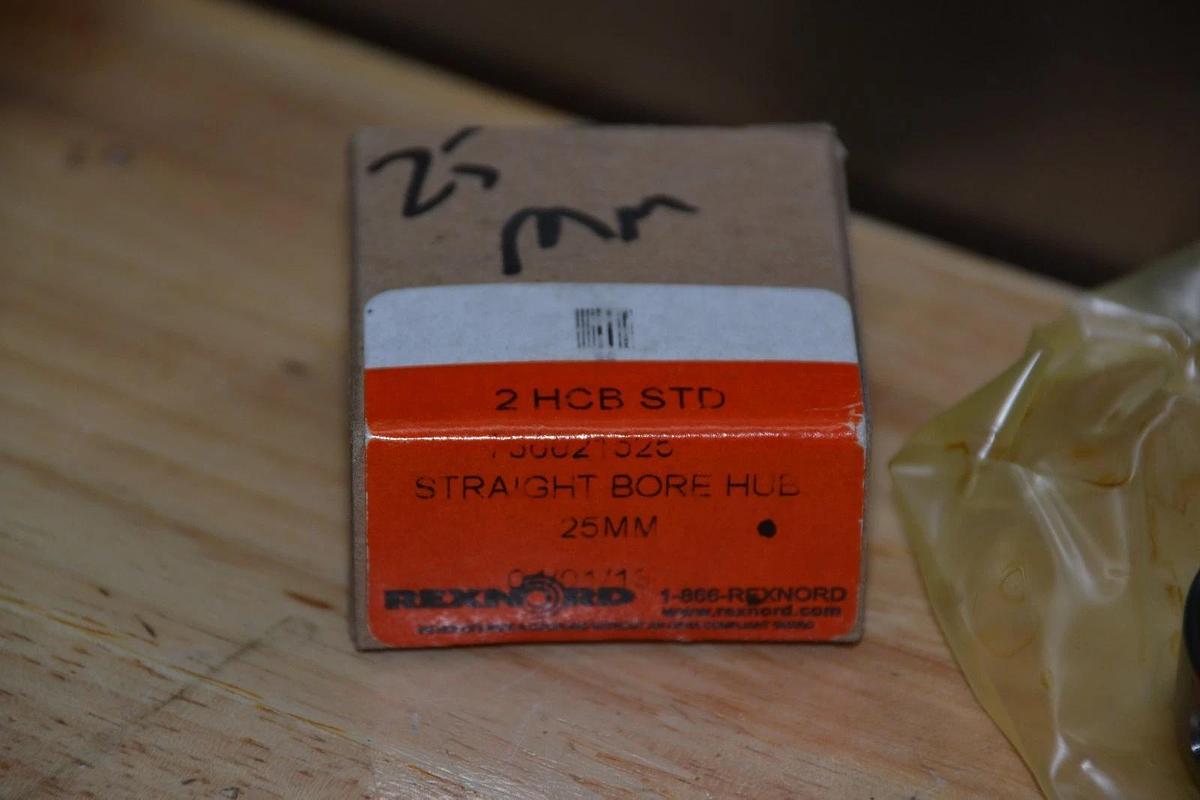 25
mm
2 HCB STD
STRAIGHT BORE HUB
25MM
REXNORD
1-866-REXNORD
www.rexnord.com